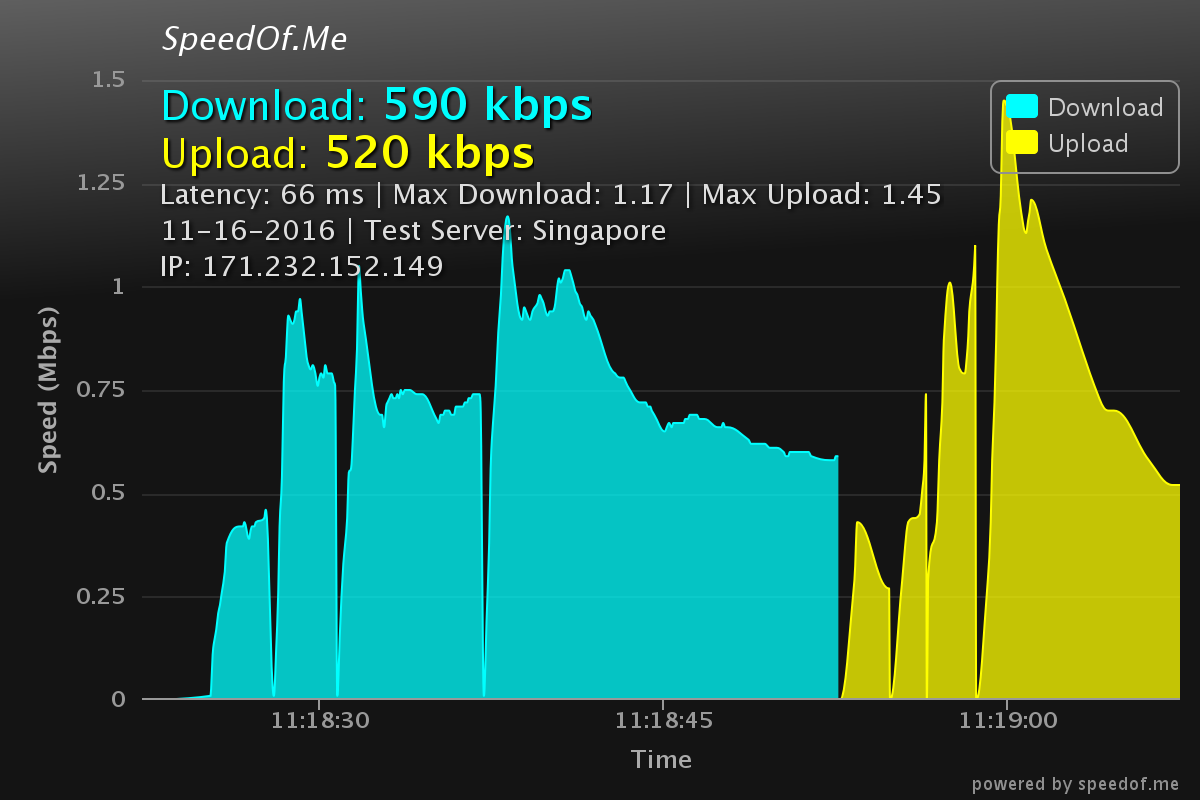 SpeedOf.Me
Download: 590 kbps
Upload: 520 kbps
Latency: 66 ms | Max Download: 1.17 | Max Upload: 1.45
11-16-2016 | Test Server: Singapore
IP: 171.232.152.149
Download
Upload
1.5
1.25
1
0.75
0.5
0.25
0
Speed (Mbps)
11:18:30
11:18:45
11:19:00
Time
powered by speedof.me